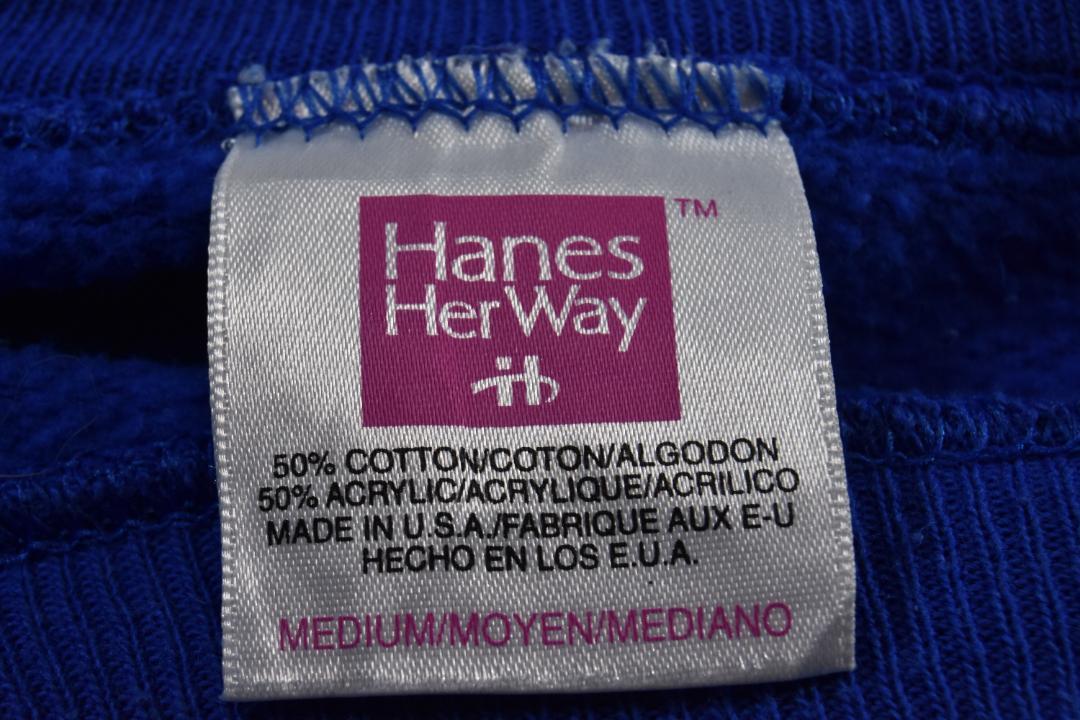 Hanes
HerWay
TM
50% COTTON/COTON/ALGODON
50% ACRYLIC/ACRYLIQUE/ACRILICO
MADE IN U.S.A./FABRIQUE AUX E-U
HECHO EN LOS E.U.A.
MEDIUM/MOYEN/MEDIANO